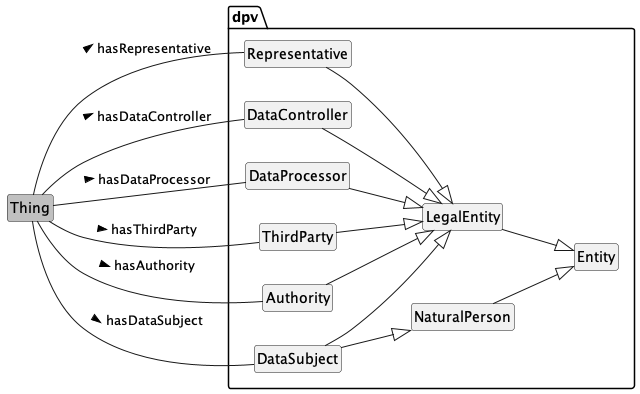 dpv
hasRepresentative
Representative
hasDataController
DataController
hasDataProcessor
DataProcessor
Thing
LegalEntity
hasThirdParty
ThirdParty
Entity
hasAuthority
Authority
NaturalPerson
hasDataSubject
DataSubject